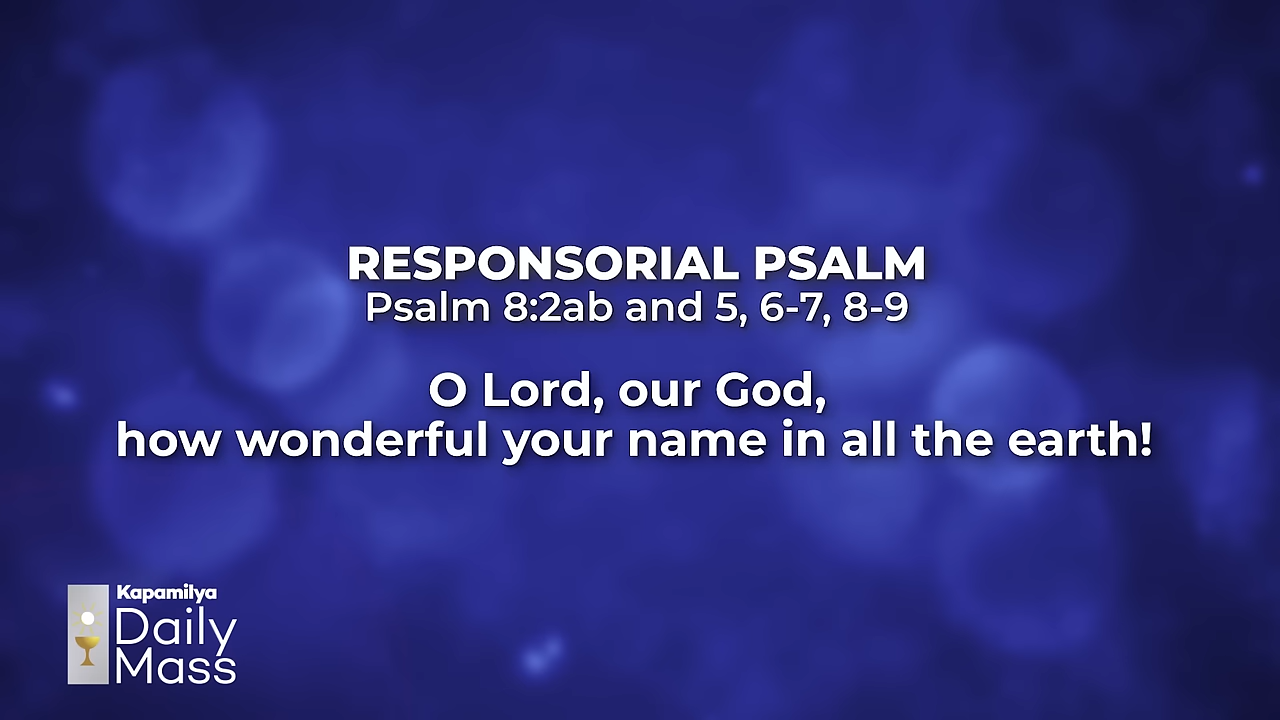 RESPONSORIAL PSALM
Psalm 8:2ab and 5, 6-7, 8-9
O Lord, our God,
how wonderful your name in all the earth!
Kapamilya
Daily
Mass